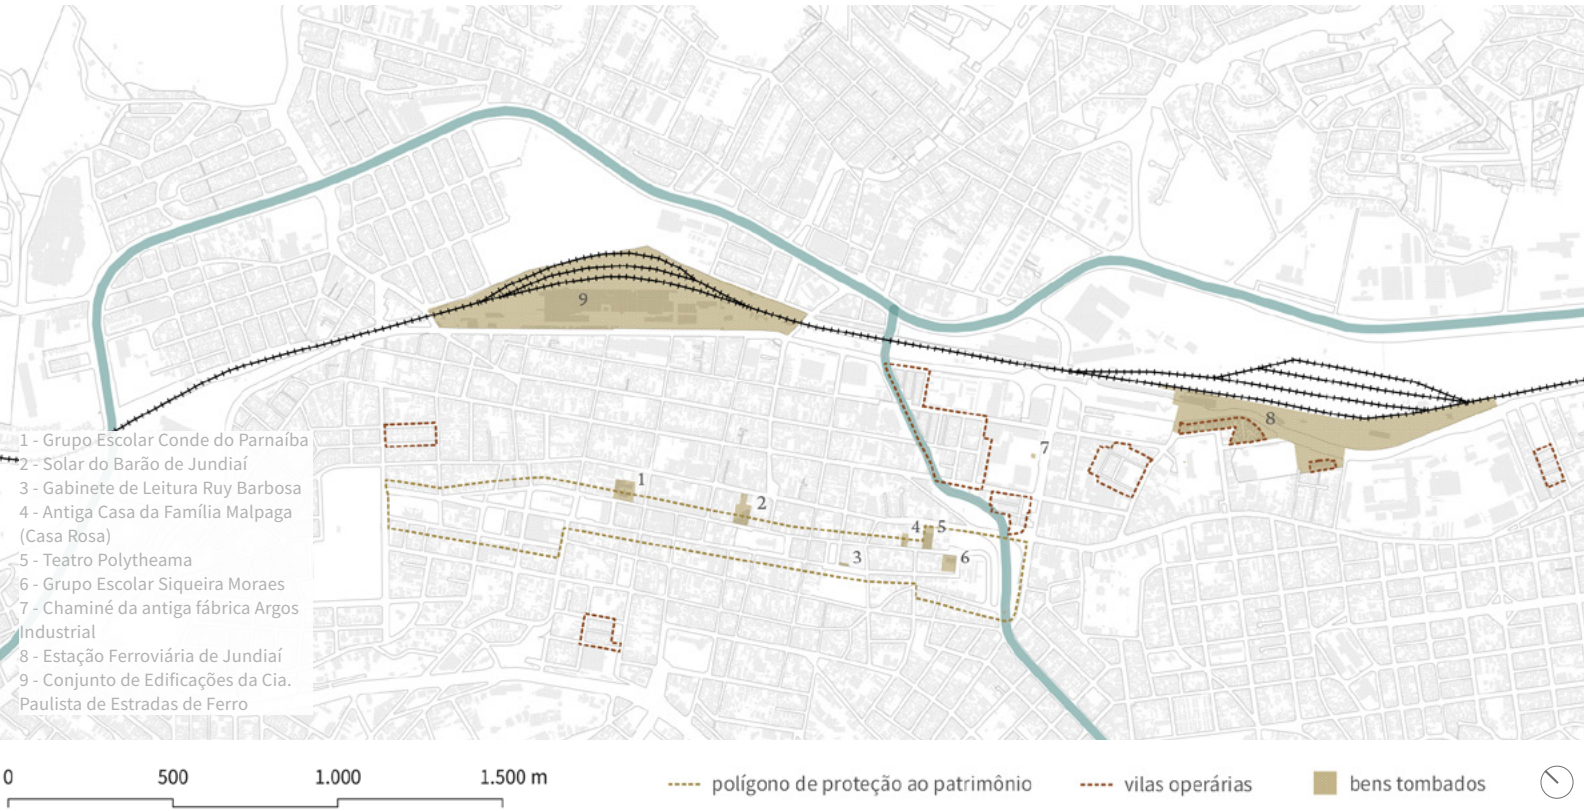 9
8
7
1
2
4
5
3
6
1 - Grupo Escolar Conde do Parnaíba
2 - Solar do Barão de Jundiaí
3 - Gabinete de Leitura Ruy Barbosa
4 - Antiga Casa da Família Malpaga
(Casa Rosa)
5 - Teatro Polytheama
6 - Grupo Escolar Siqueira Moraes
7 - Chaminé da antiga fábrica Argos
Industrial
8 - Estação Ferroviária de Jundiaí
9 - Conjunto de Edificações da Cia.
Paulista de Estradas de Ferro
0 500 1.000 1.500 m
polígono de proteção ao patrimônio
vilas operárias
bens tombados